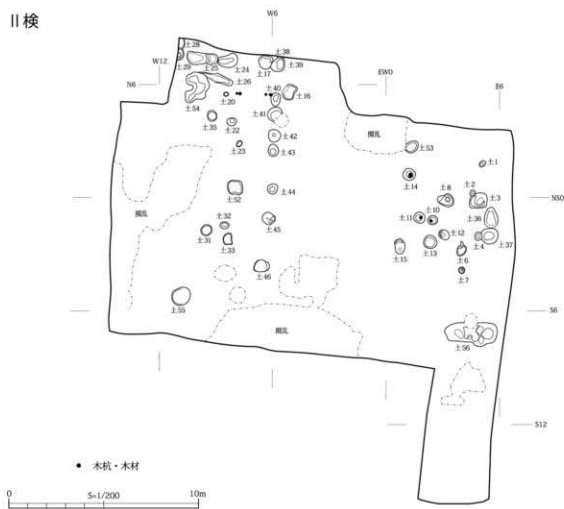 Ⅱ検
W6
土28
土38
W12
土29
土25
土24
土17
土39
N6
土26
土40
EW0
E6
土54
土20
土16
土35
土22
土41
撹乱
土42
土23
土43
土53
土1
土14
土2
土52
土44
土8
土3
NS0
撹乱
土32
土45
土11
土10
土36
土31
土12
土4
土37
土33
土15
土13
土6
土46
土7
土55
S6
撹乱
土56
S12
木杭・木材
0
S=1/200
10m